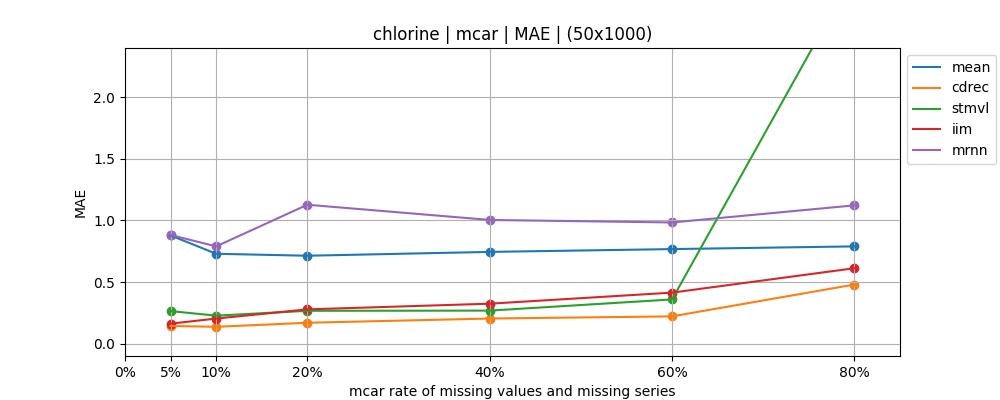 chlorine | mcar | MAE | (50x1000)
mean
cdrec
stmvl
iim
mrnn
MAE
2.0
1.5
1.0
0.5
0.0
0% 5% 10% 20% 40% 60% 80%
mcar rate of missing values and missing series